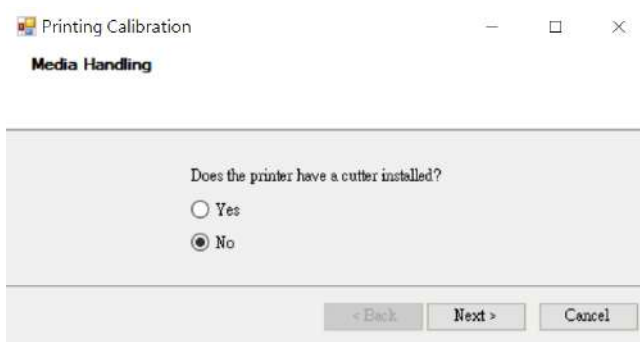 Printing Calibration
Media Handling
Does the printer have a cutter installed?
Yes
No
< Back
Next >
Cancel